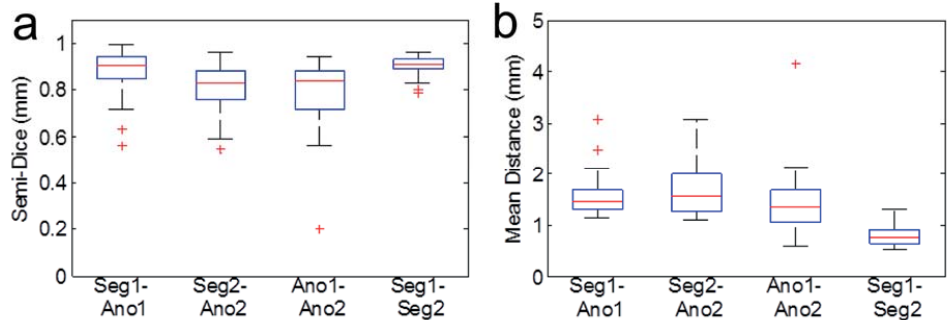 a
Semi-Dice (mm)
1
0.8
0.6
0.4
0.2
0
Seg1- Seg2- Ano1- Seg1-
Ano1 Ano2 Ano2 Seg2
b
Mean Distance (mm)
5
4
3
2
1
0
Seg1- Seg2- Ano1- Seg1-
Ano1 Ano2 Ano2 Seg2